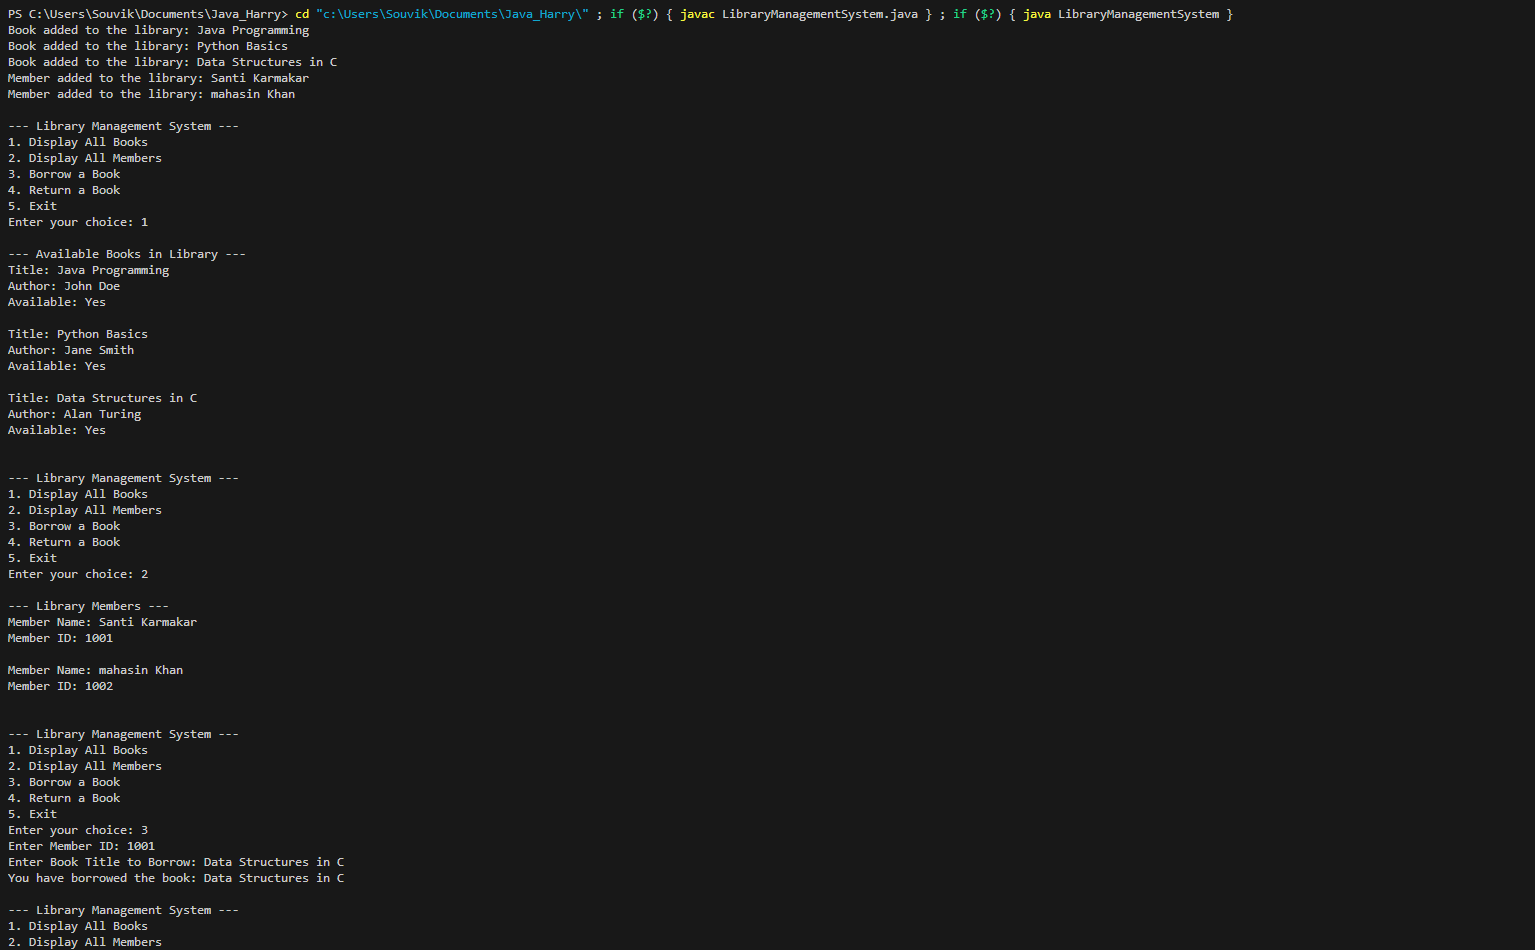 PS C:\Users\Souvik\Documents\Java_Harry> cd "c:\Users\Souvik\Documents\Java_Harry\" ; if ($?) { javac LibraryManagementSystem.java } ; if ($?) { java LibraryManagementSystem }
Book added to the library: Java Programming
Book added to the library: Python Basics
Book added to the library: Data Structures in C
Member added to the library: Santi Karmakar
Member added to the library: mahasin Khan

--- Library Management System ---
1. Display All Books
2. Display All Members
3. Borrow a Book
4. Return a Book
5. Exit
Enter your choice: 1

--- Available Books in Library ---
Title: Java Programming
Author: John Doe
Available: Yes

Title: Python Basics
Author: Jane Smith
Available: Yes

Title: Data Structures in C
Author: Alan Turing
Available: Yes


--- Library Management System ---
1. Display All Books
2. Display All Members
3. Borrow a Book
4. Return a Book
5. Exit
Enter your choice: 2

--- Library Members ---
Member Name: Santi Karmakar
Member ID: 1001

Member Name: mahasin Khan
Member ID: 1002


--- Library Management System ---
1. Display All Books
2. Display All Members
3. Borrow a Book
4. Return a Book
5. Exit
Enter your choice: 3
Enter Member ID: 1001
Enter Book Title to Borrow: Data Structures in C
You have borrowed the book: Data Structures in C

--- Library Management System ---
1. Display All Books
2. Display All Members